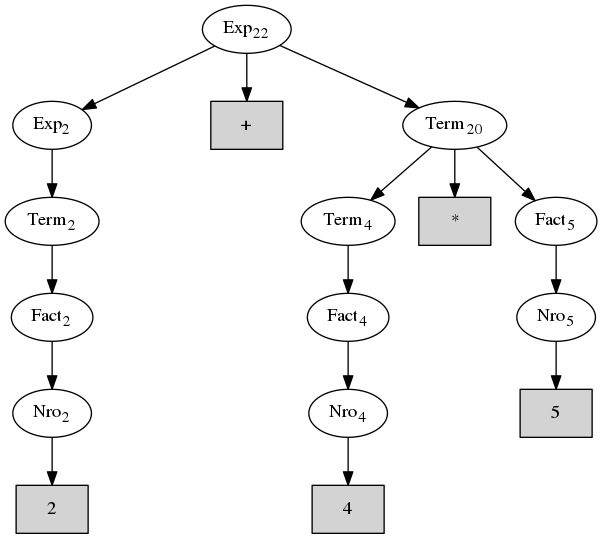 Exp22
Exp2 + Term20
Term2 Term4 * Fact5
Fact2 Fact4 Nro5
Nro2 Nro4 5
2 4